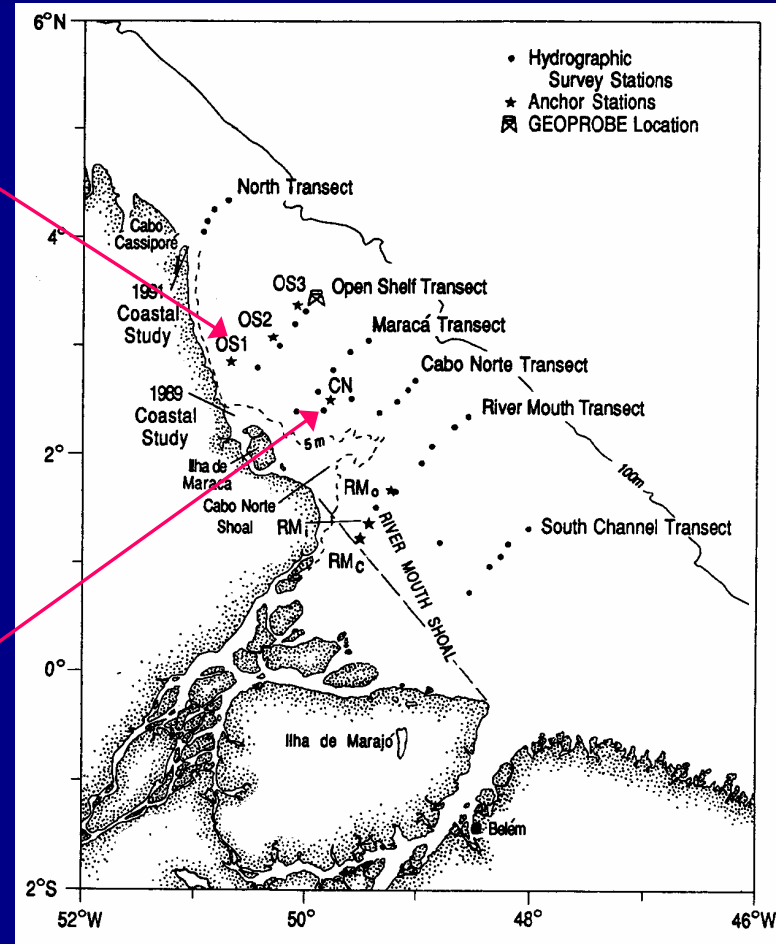 6°N
• Hydrographic
Survey Stations
★ Anchor Stations
GEOPROBE Location
North Transect
Cabo
Cassiporé
4°
1991
Coastal
Study
OS3
Open Shelf Transect
OS2
Maracá Transect
OS1
Cabo Norte Transect
CN
1989
Coastal
Study
River Mouth Transect
5 m
2°
Ilha de
Maracá
100m
RMo
Cabo Norte
Shoal
RMi
South Channel Transect
RMc
RIVER MOUTH SHOAL
0°
Ilha de Marajó
Belém
2°S
52°W
50°
48°
46°W